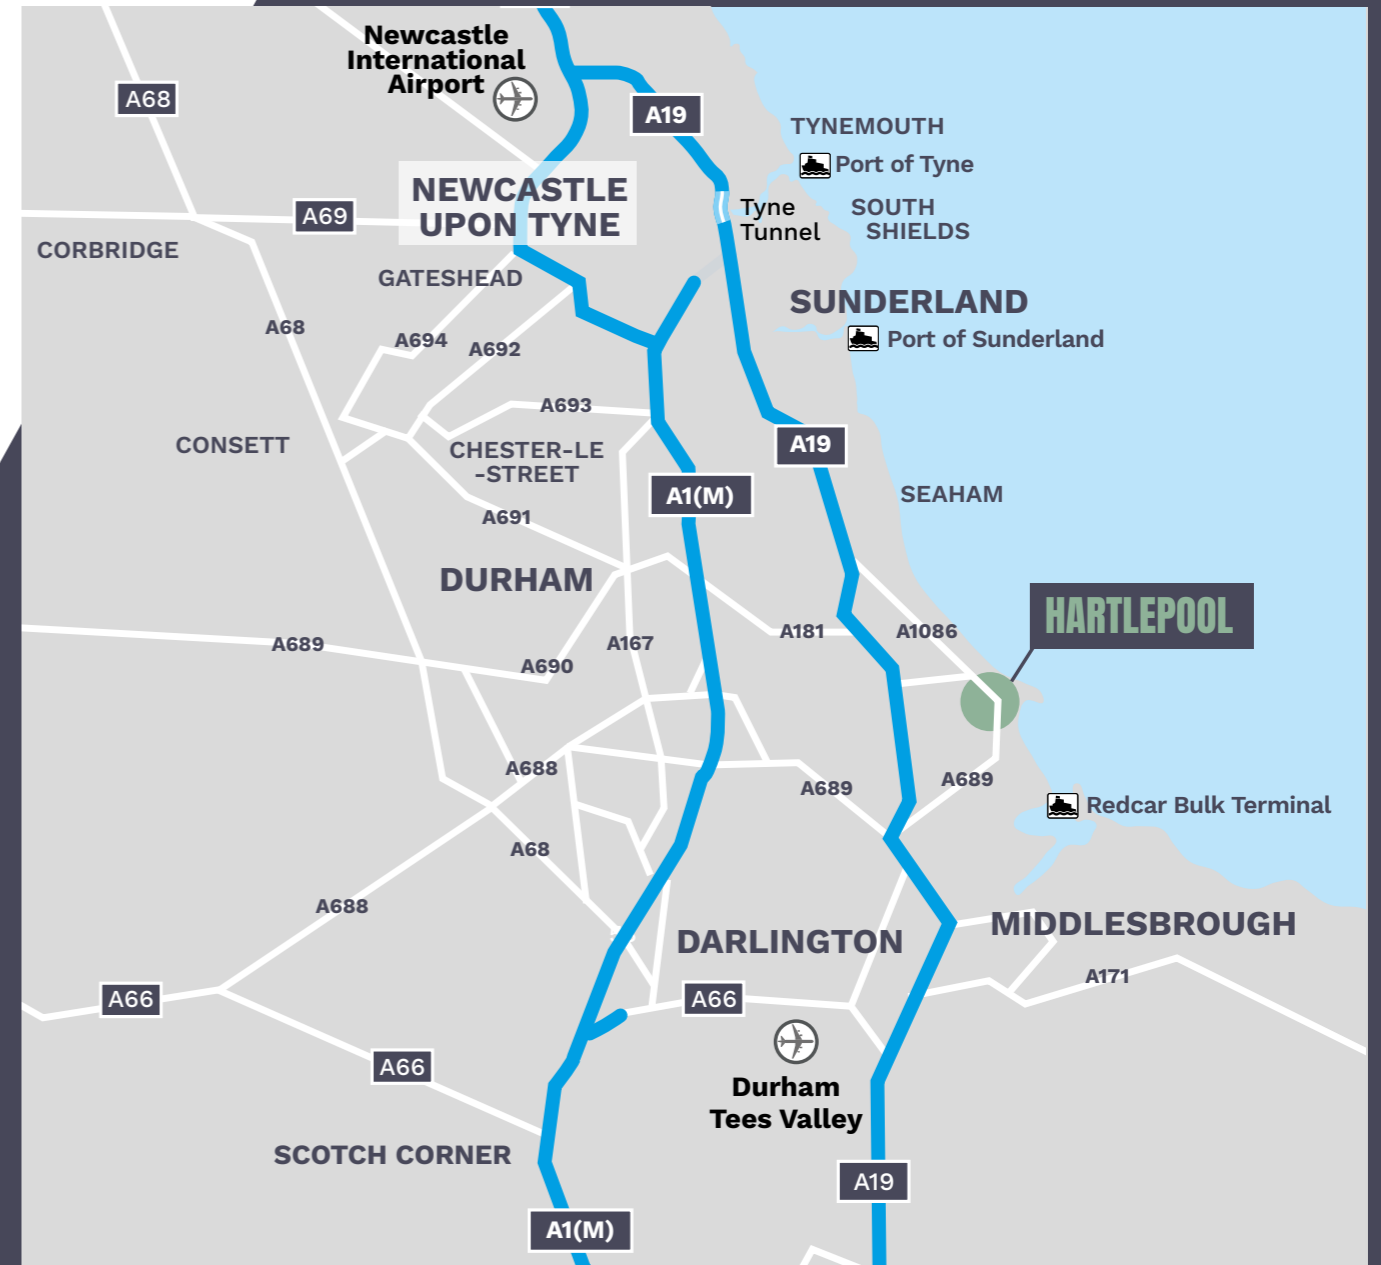 Newcastle
International
Airport
A68
A19
TYNEMOUTH
Port of Tyne
NEWCASTLE
UPON TYNE
A69
Tyne
Tunnel
SOUTH
SHIELDS
CORBRIDGE
GATESHEAD
SUNDERLAND
Port of Sunderland
A68
A694
A692
A693
CONSETT
CHESTER-LE
-STREET
A19
A1(M)
SEAHAM
A691
DURHAM
HARTLEPOOL
A689
A690
A167
A181
A1086
A688
A689
A689
Redcar Bulk Terminal
A68
A688
DARLINGTON
MIDDLESBROUGH
A171
A66
A66
A66
Durham
Tees Valley
SCOTCH CORNER
A19
A1(M)